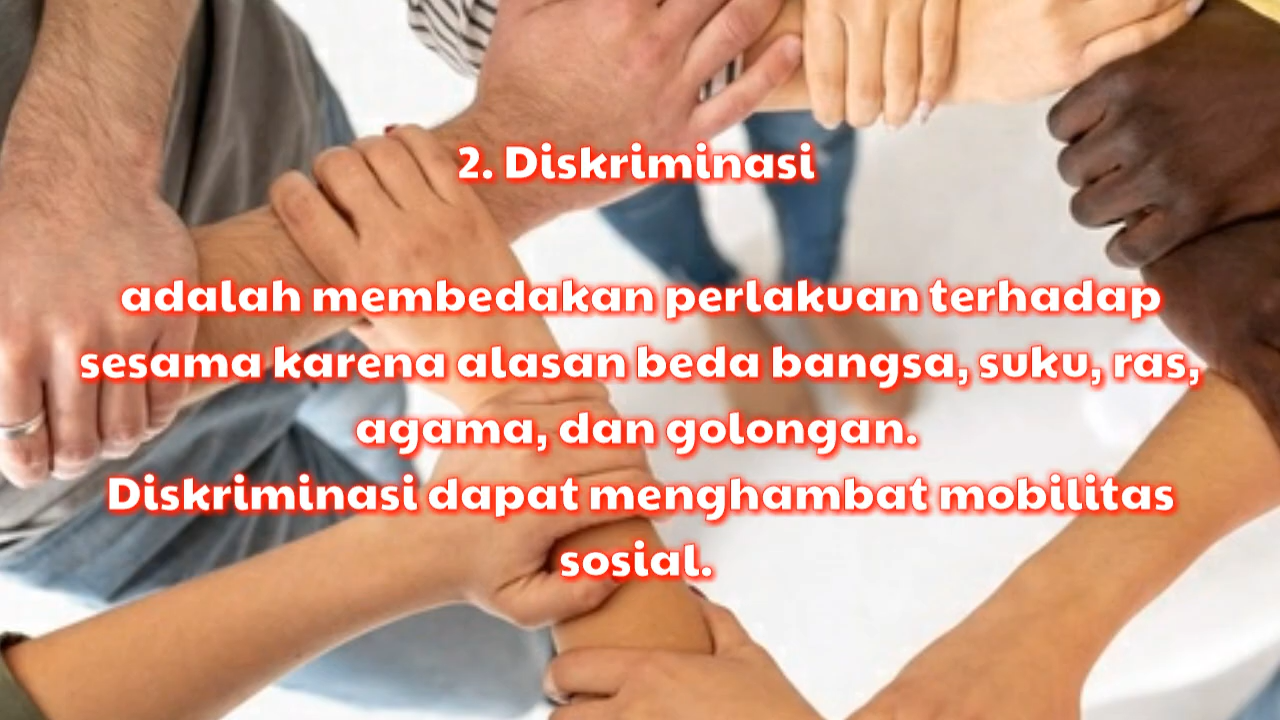 2. Diskriminasi
adalah membedakan perlakuan terhadap
sesama karena alasan beda bangsa, suku, ras,
agama, dan golongan.
Diskriminasi dapat menghambat mobilitas
sosial.